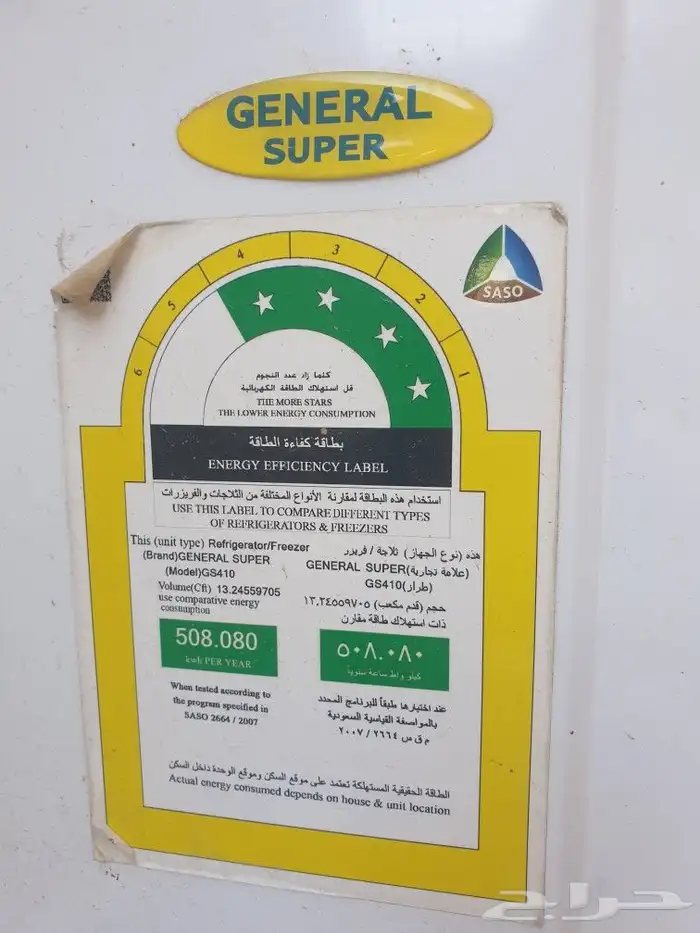 GENERAL
SUPER
SASO
6
5
4
3
2
1
كلما زاد عدد النجوم
قل استهلاك الطاقة الكهربائية
THE MORE STARS
THE LOWER ENERGY CONSUMPTION
بطاقة كفاءة الطاقة
ENERGY EFFICIENCY LABEL
استخدام هذه البطاقة لمقارنة الأنواع المختلفة من الثلاجات والفريزرات
USE THIS LABEL TO COMPARE DIFFERENT TYPES
OF REFRIGERATORS & FREEZERS
This (unit type) Refrigerator/Freezer
(Brand)GENERAL SUPER
(Model)GS410
Volume(Cft) 13.24559705
use comparative energy
consumption
508.080
kwh PER YEAR
When tested according to
the program specified in
SASO 2664 / 2007
هذه (نوع الجهاز) ثلاجة / فريزر
(علامة تجارية) GENERAL SUPER
(طراز) GS410
حجم (قدم مكعب) ١٣.٢٤٥٥٩٧٠٥
ذات استهلاك طاقة مقارن
٥٠٨.٠٨٠
كيلو واط ساعة سنويا
عند اختبارها طبقاً للبرنامج المحدد
بالمواصفة القياسية السعودية
م ق س ٢٦٦٤ / ٢٠٠٧
الطاقة الحقيقية المستهلكة تعتمد على موقع السكن وموقع الوحدة داخل السكن
Actual energy consumed depends on house & unit location
حراج